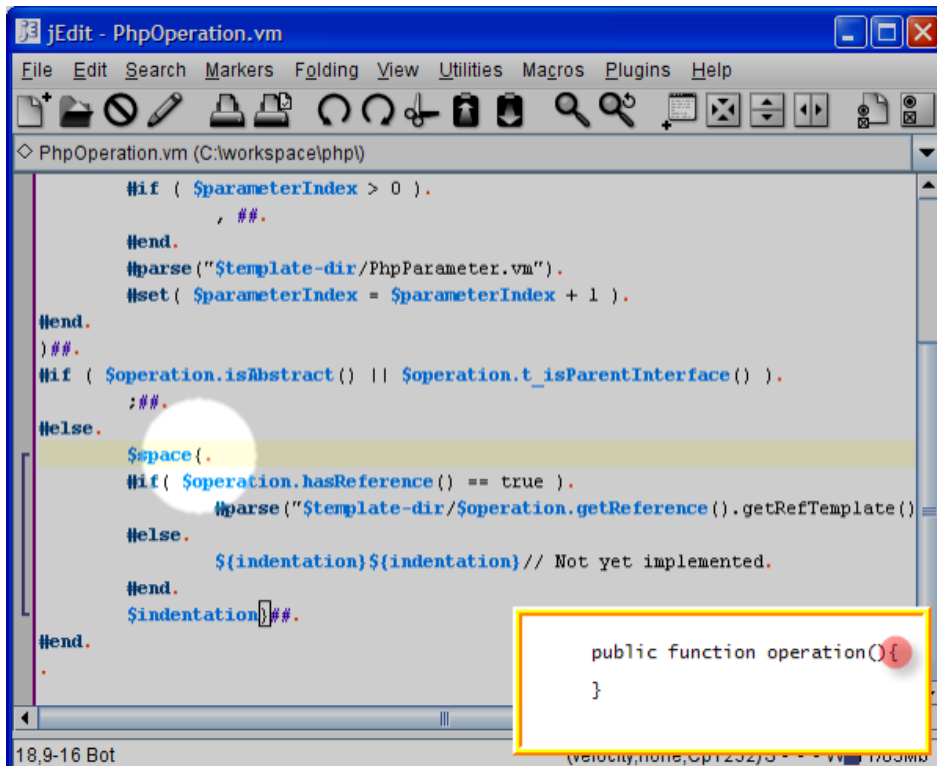 jEdit - PhpOperation.vm
File Edit Search Markers Folding View Utilities Macros Plugins Help
PhpOperation.vm (C:\workspace\php\)
#if ( $parameterIndex > 0 ).
, ##.
#end.
#parse("$template-dir/PhpParameter.vm").
#set( $parameterIndex = $parameterIndex + 1 ).
#end.
)##.
#if ( $operation.isAbstract() || $operation.t_isParentInterface() ).
;##.
#else.
$space{.
#if( $operation.hasReference() == true ).
#parse("$template-dir/$operation.getReference().getRefTemplate()
#else.
${indentation}${indentation}// Not yet implemented.
#end.
$indentation}##.
#end.
.
public function operation(){
}
18,9-16 Bot